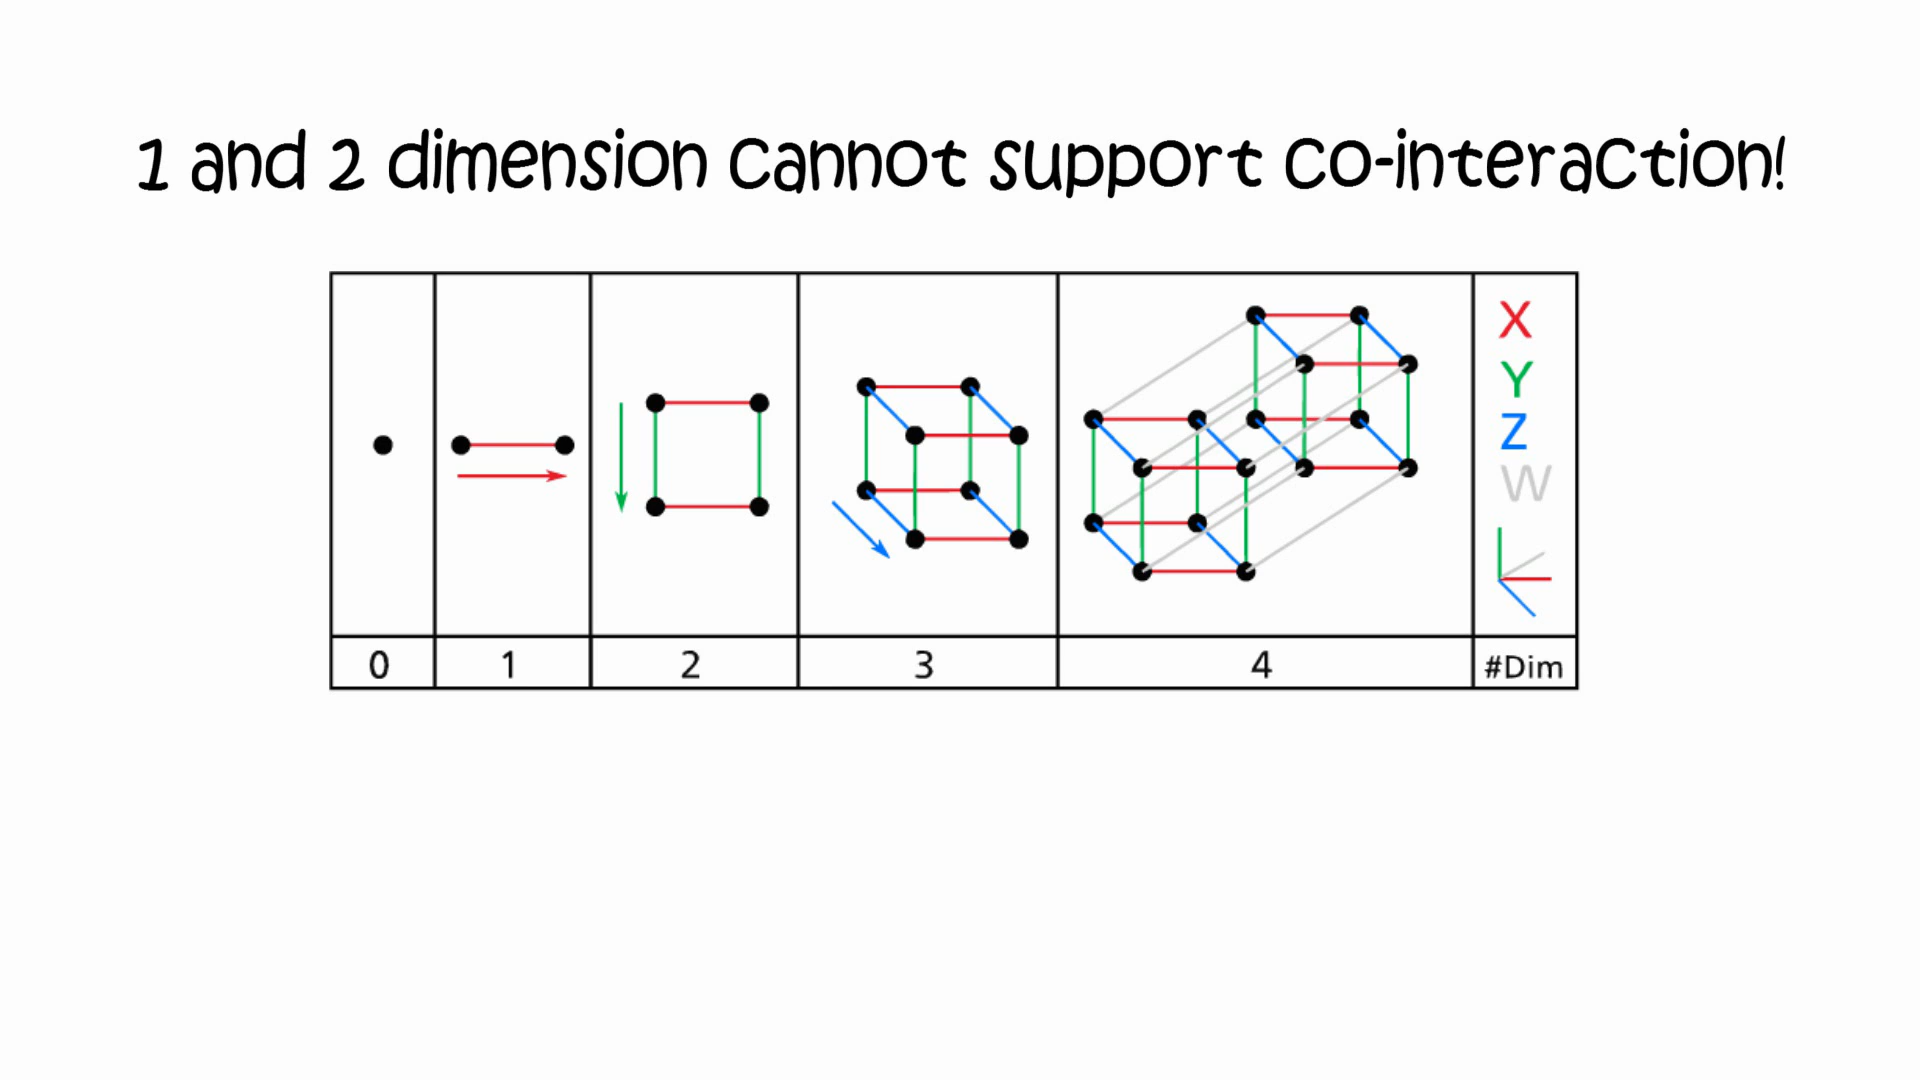 1 and 2 dimension cannot support co-interaction!
X
Y
Z
W
0 1 2 3 4 #Dim